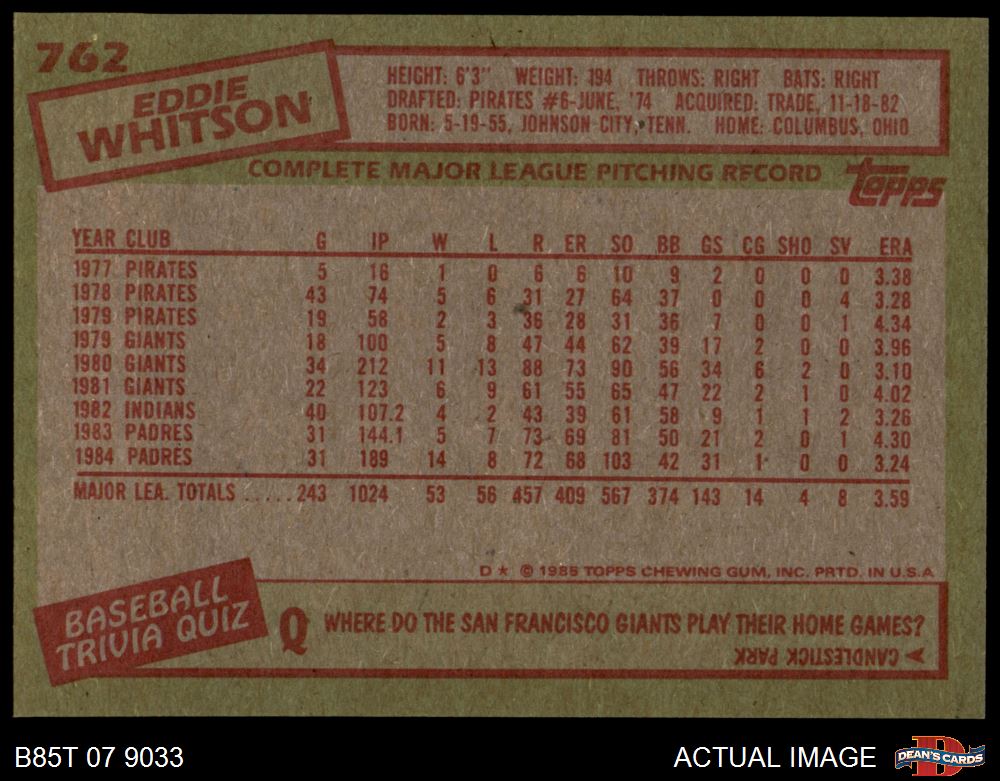 762
EDDIE
WHITSON
HEIGHT: 6'3" WEIGHT: 194 THROWS: RIGHT BATS: RIGHT
DRAFTED: PIRATES #6-JUNE, '74 ACQUIRED: TRADE, 11-18-82
BORN: 5-19-55, JOHNSON CITY, TENN. HOME: COLUMBUS, OHIO
COMPLETE MAJOR LEAGUE PITCHING RECORD
topps
YEAR CLUB G IP W L R ER SO BB GS CG SHO SV ERA
1977 PIRATES 5 16 1 0 6 6 10 9 2 0 0 0 3.38
1978 PIRATES 43 74 5 6 31 27 64 37 0 0 0 4 3.28
1979 PIRATES 19 58 2 3 36 28 31 36 7 0 0 1 4.34
1979 GIANTS 18 100 5 8 47 44 62 39 17 2 0 0 3.96
1980 GIANTS 34 212 11 13 88 73 90 56 34 6 2 0 3.10
1981 GIANTS 22 123 6 9 61 55 65 47 22 2 1 0 4.02
1982 INDIANS 40 107.2 4 2 43 39 61 58 9 1 1 2 3.26
1983 PADRES 31 144.1 5 7 73 69 81 50 21 2 0 1 4.30
1984 PADRES 31 189 14 8 72 68 103 42 31 1 0 0 3.24
MAJOR LEA. TOTALS .....243 1024 53 56 457 409 567 374 143 14 4 8 3.59
D* © 1985 TOPPS CHEWING GUM, INC. PRTD. IN U.S.A
BASEBALL
TRIVIA QUIZ
Q WHERE DO THE SAN FRANCISCO GIANTS PLAY THEIR HOME GAMES?
CANDLESTICK PARK
B85T 07 9033
ACTUAL IMAGE
D
DEAN'S CARDS